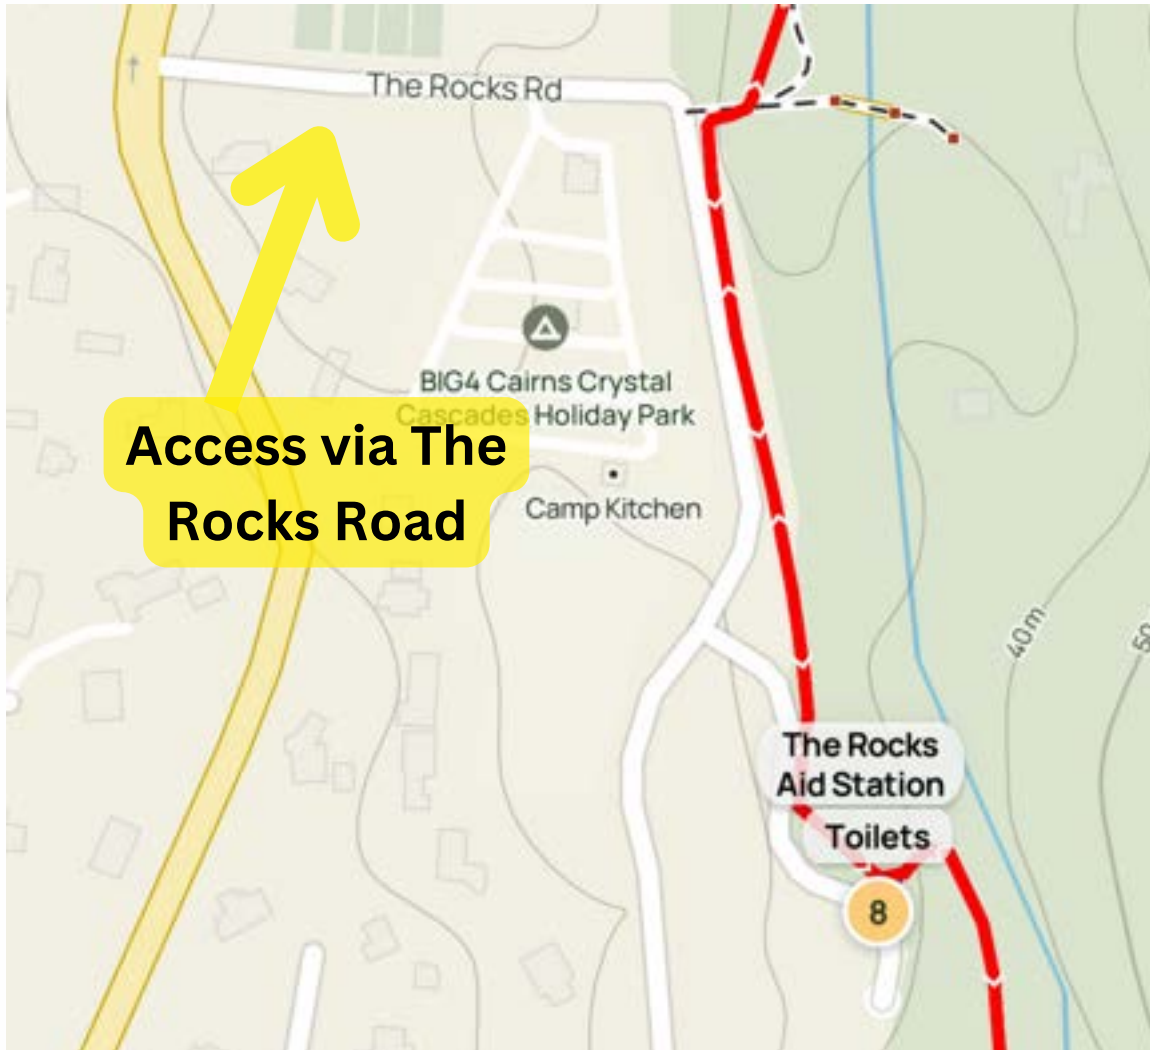 The Rocks Rd
BIG4 Cairns Crystal
Cascades Holiday Park
Access via The
Rocks Road
Camp Kitchen
40 m
50
The Rocks
Aid Station
Toilets
8